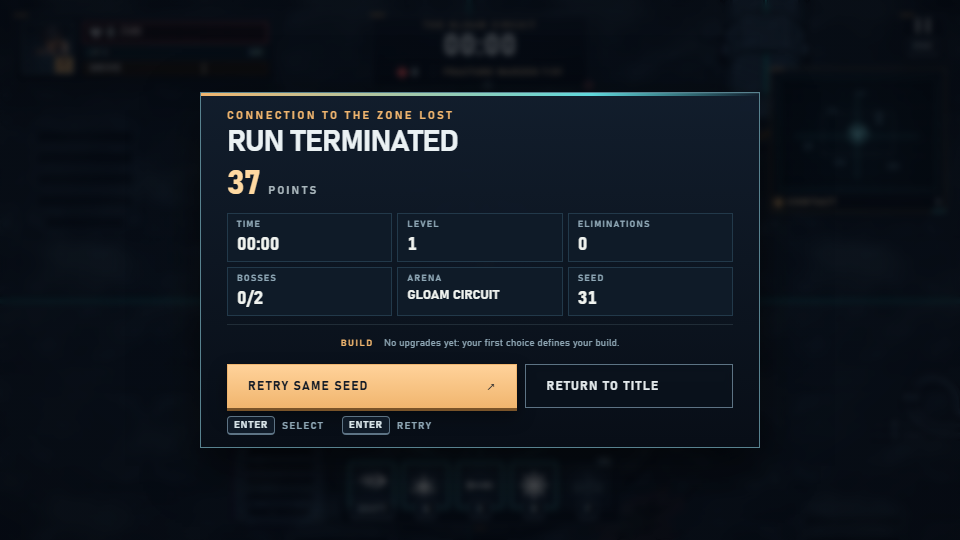 CONNECTION TO THE ZONE LOST
RUN TERMINATED
37 POINTS
TIME
00:00
LEVEL
1
ELIMINATIONS
0
BOSSES
0/2
ARENA
GLOAM CIRCUIT
SEED
31
BUILD No upgrades yet: your first choice defines your build.
RETRY SAME SEED ↗
RETURN TO TITLE
ENTER SELECT ENTER RETRY
00:00